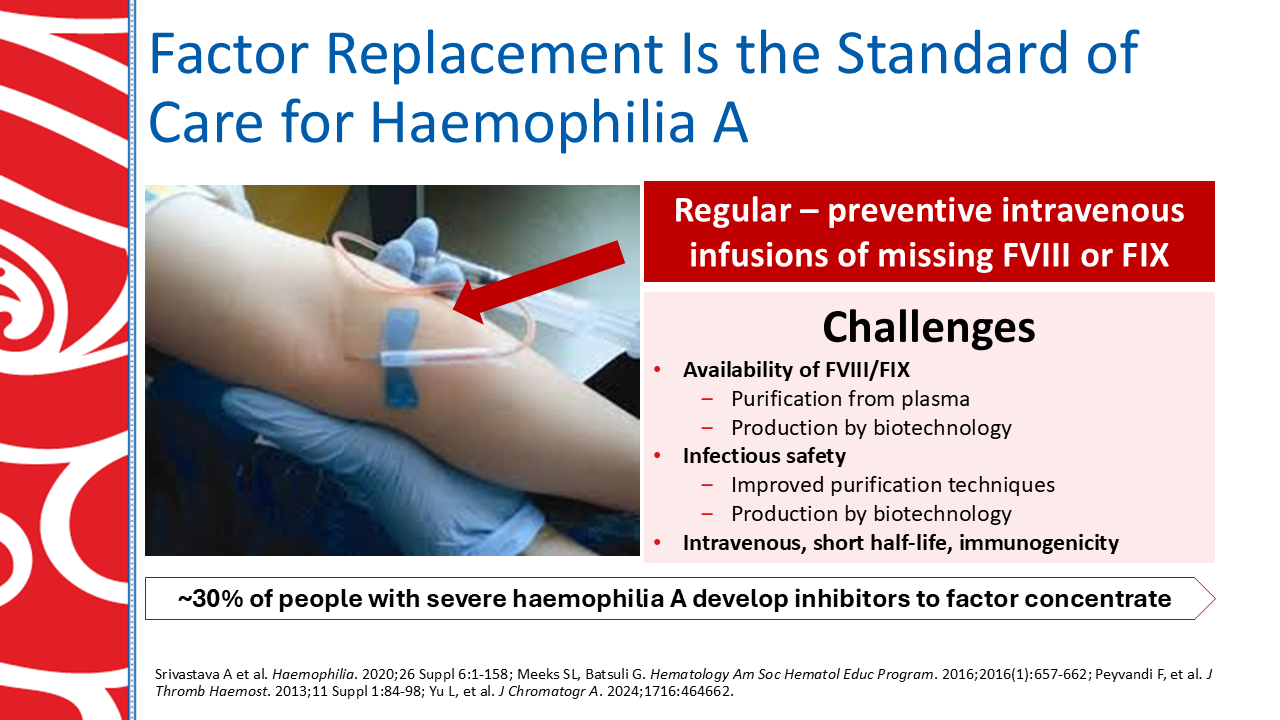 Factor Replacement Is the Standard of
Care for Haemophilia A
Regular – preventive intravenous
infusions of missing FVIII or FIX
Challenges
• Availability of FVIII/FIX
– Purification from plasma
– Production by biotechnology
• Infectious safety
– Improved purification techniques
– Production by biotechnology
• Intravenous, short half-life, immunogenicity
~30% of people with severe haemophilia A develop inhibitors to factor concentrate
Srivastava A et al. Haemophilia. 2020;26 Suppl 6:1-158; Meeks SL, Batsuli G. Hematology Am Soc Hematol Educ Program. 2016;2016(1):657-662; Peyvandi F, et al. J
Thromb Haemost. 2013;11 Suppl 1:84-98; Yu L, et al. J Chromatogr A. 2024;1716:464662.